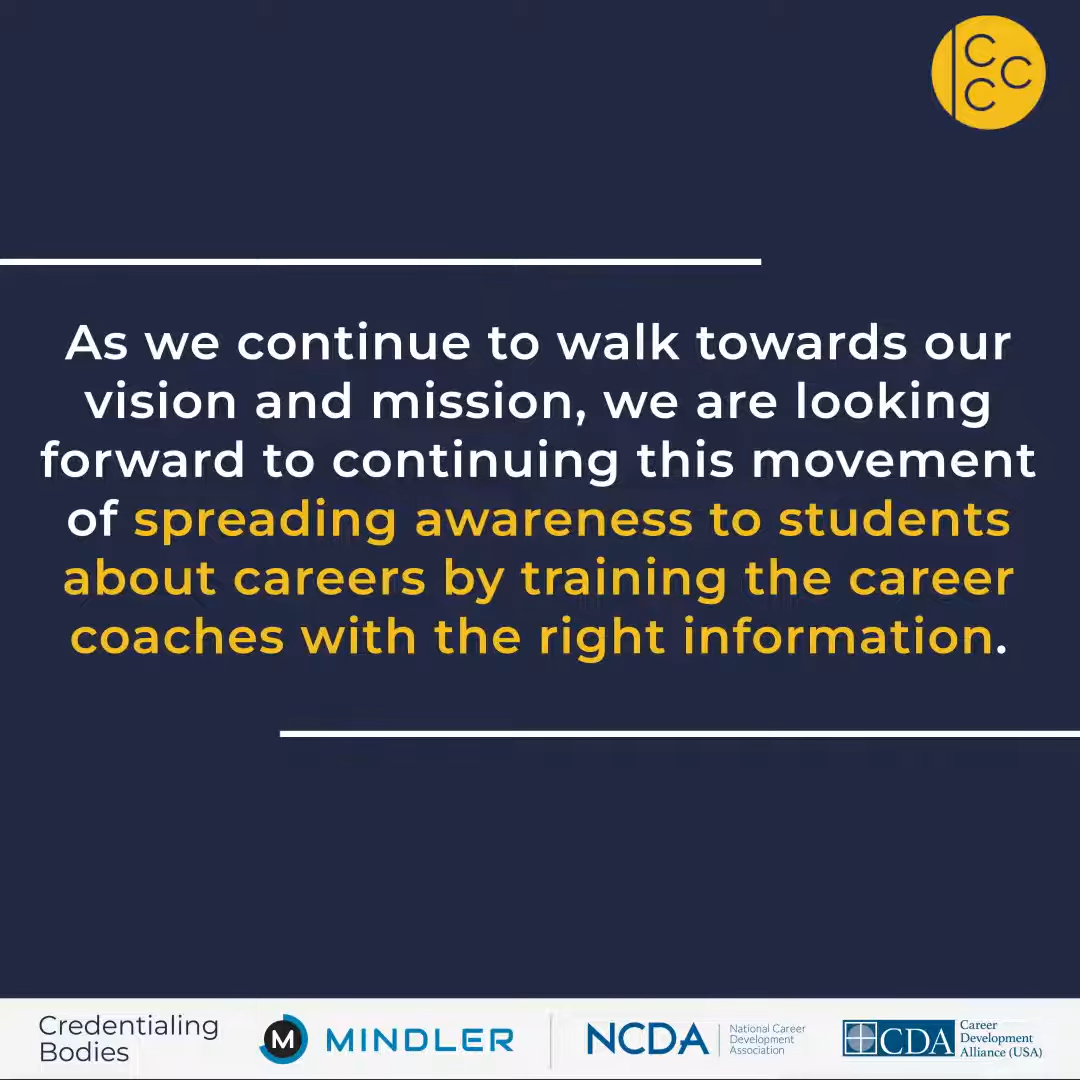 CCC
As we continue to walk towards our
vision and mission, we are looking
forward to continuing this movement
of spreading awareness to students
about careers by training the career
coaches with the right information.
Credentialing
Bodies
M MINDLER
NCDA
National Career
Development
Association
CDA
Career
Development
Alliance (USA)